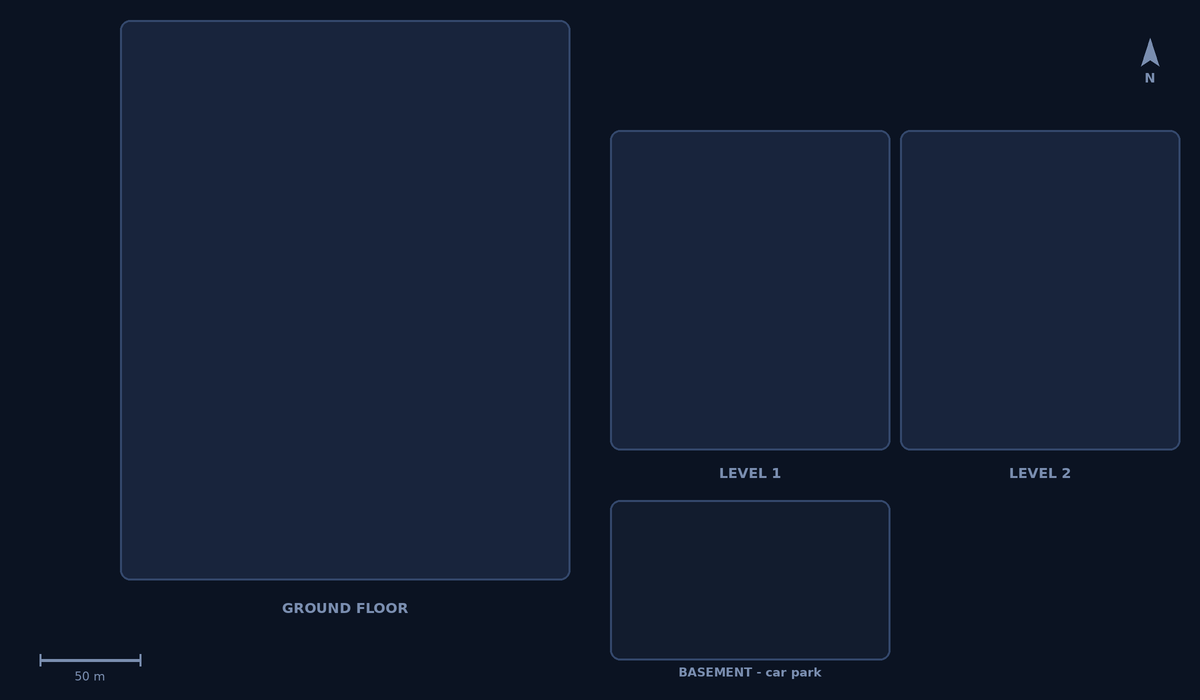 N
LEVEL 1
LEVEL 2
GROUND FLOOR
50 m
BASEMENT - car park